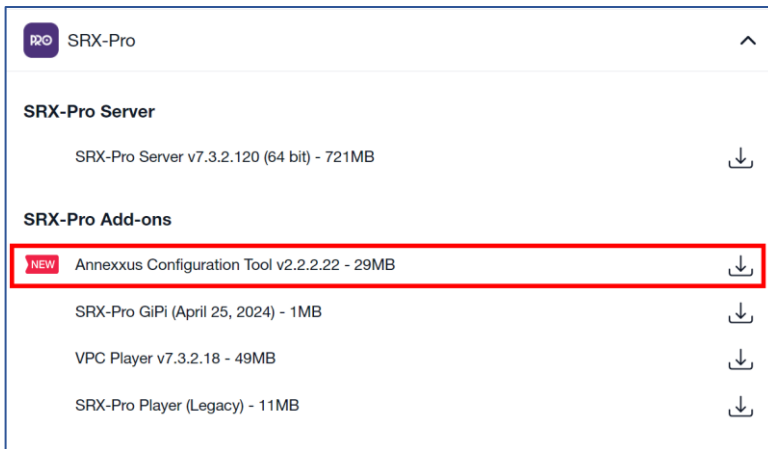 PRO SRX-Pro
SRX-Pro Server
SRX-Pro Server v7.3.2.120 (64 bit) - 721MB
SRX-Pro Add-ons
NEW Annexxus Configuration Tool v2.2.2.22 - 29MB
SRX-Pro GiPi (April 25, 2024) - 1MB
VPC Player v7.3.2.18 - 49MB
SRX-Pro Player (Legacy) - 11MB